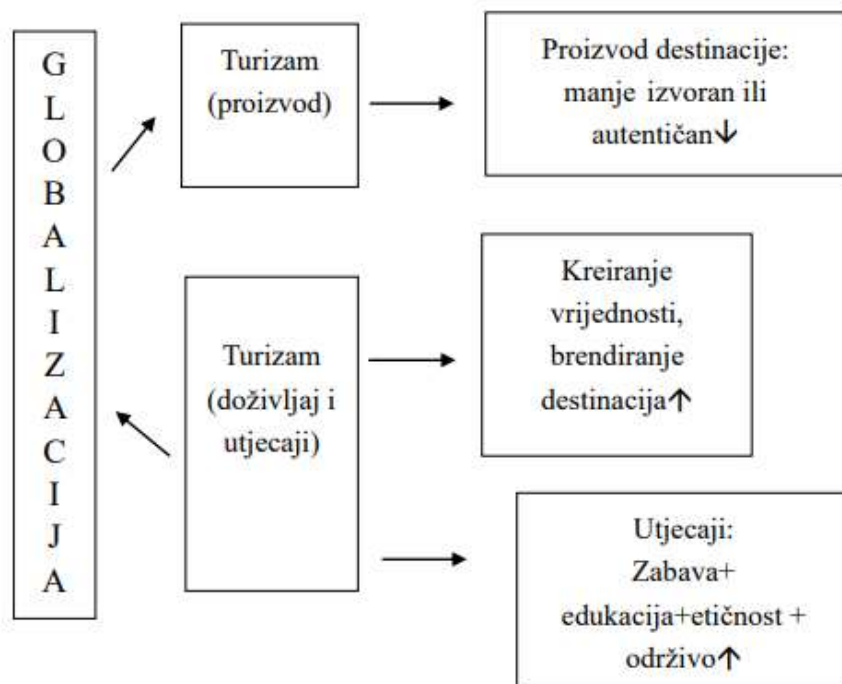 GLOBALIZACIJA
Turizam
(proizvod)
Proizvod destinacije:
manje izvoran ili
autentičan↓
Turizam
(doživljaj i
utjecaji)
Kreiranje
vrijednosti,
brendiranje
destinacija↑
Utjecaji:
Zabava+
edukacija+etičnost +
održivo↑